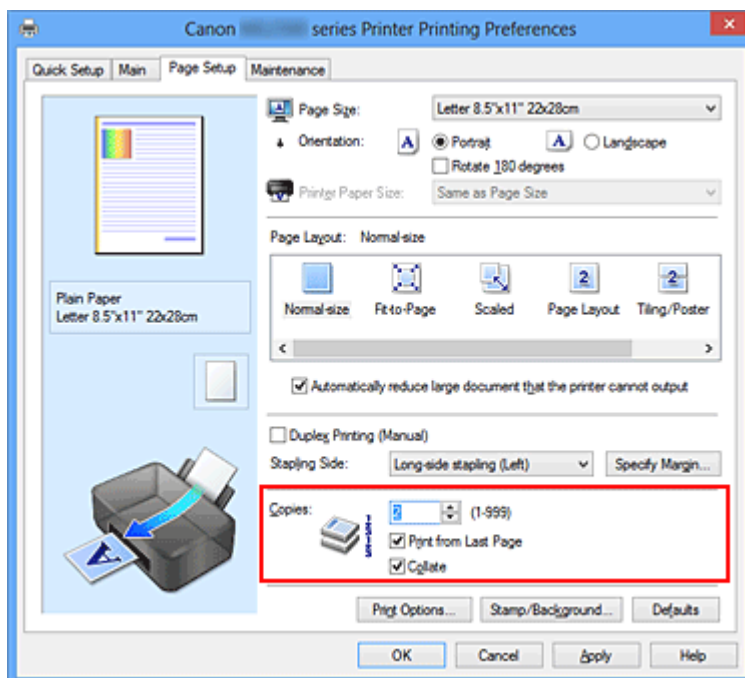 Canon series Printer Printing Preferences
Quick Setup Main Page Setup Maintenance
Page Size: Letter 8.5"x11" 22x28cm
Orientation: A Portrait A Landscape
Rotate 180 degrees
Printer Paper Size: Same as Page Size
Page Layout: Normal-size
Normal-size Fit-to-Page Scaled Page Layout Tiling/Poster
Plain Paper
Letter 8.5"x11" 22x28cm
Automatically reduce large document that the printer cannot output
Duplex Printing (Manual)
Stapling Side: Long-side stapling (Left) Specify Margin...
Copies: 2 (1-999)
Print from Last Page
Collate
Print Options... Stamp/Background... Defaults
OK Cancel Apply Help